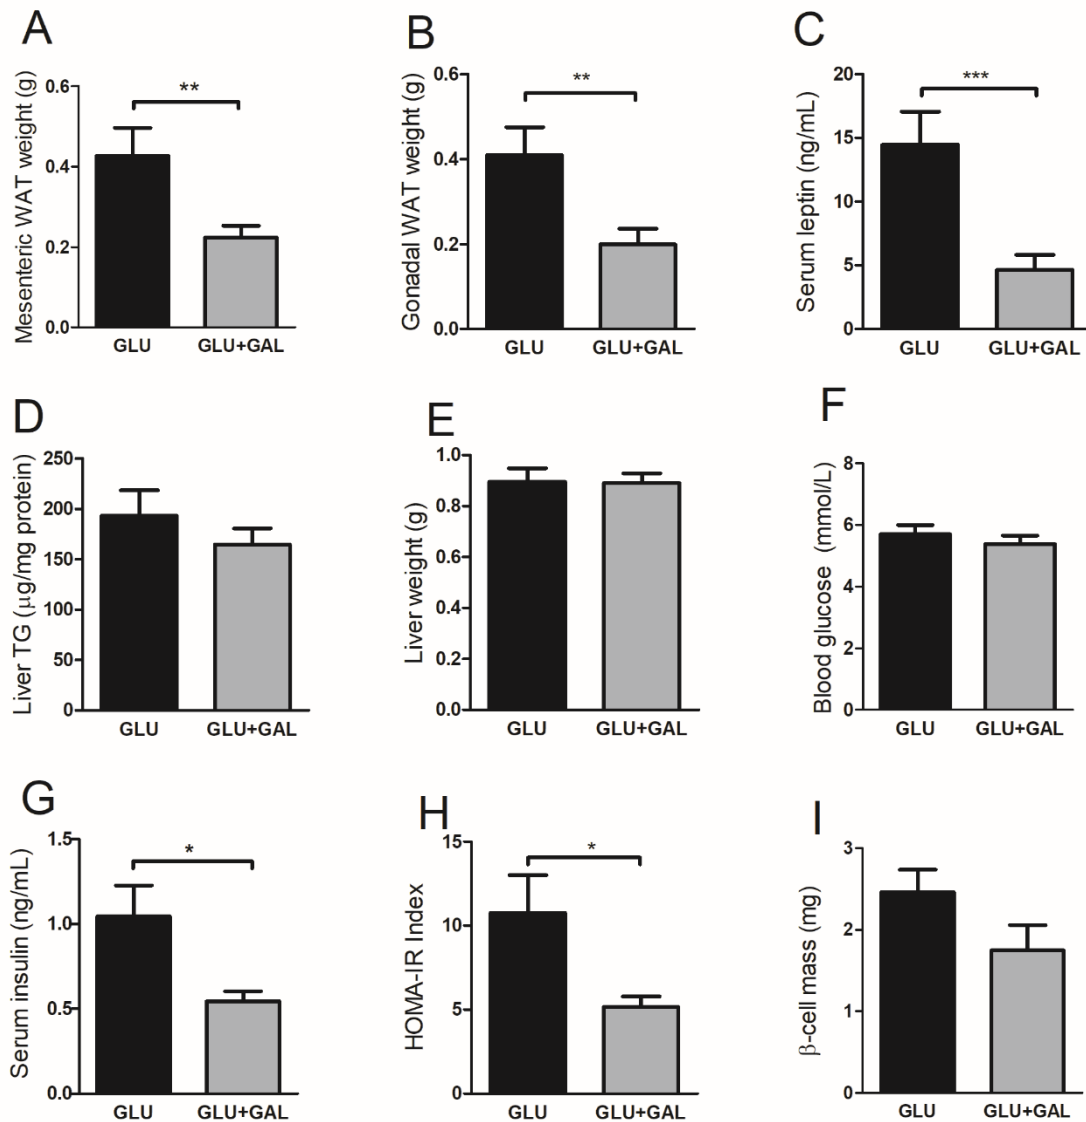 A
Mesenteric WAT weight (g)
0.6
0.4
0.2
0.0
**
GLU
GLU+GAL
B
Gonadal WAT weight (g)
0.6
0.4
0.2
0.0
**
GLU
GLU+GAL
C
Serum leptin (ng/mL)
20
15
10
5
0
***
GLU
GLU+GAL
D
Liver TG (μg/mg protein)
250
200
150
100
50
0
GLU
GLU+GAL
E
Liver weight (g)
1.0
0.8
0.6
0.4
0.2
0.0
GLU
GLU+GAL
F
Blood glucose (mmol/L)
8
6
4
2
0
GLU
GLU+GAL
G
Serum insulin (ng/mL)
1.5
1.0
0.5
0.0
*
GLU
GLU+GAL
H
HOMA-IR Index
15
10
5
0
*
GLU
GLU+GAL
I
β-cell mass (mg)
3
2
1
0
GLU
GLU+GAL